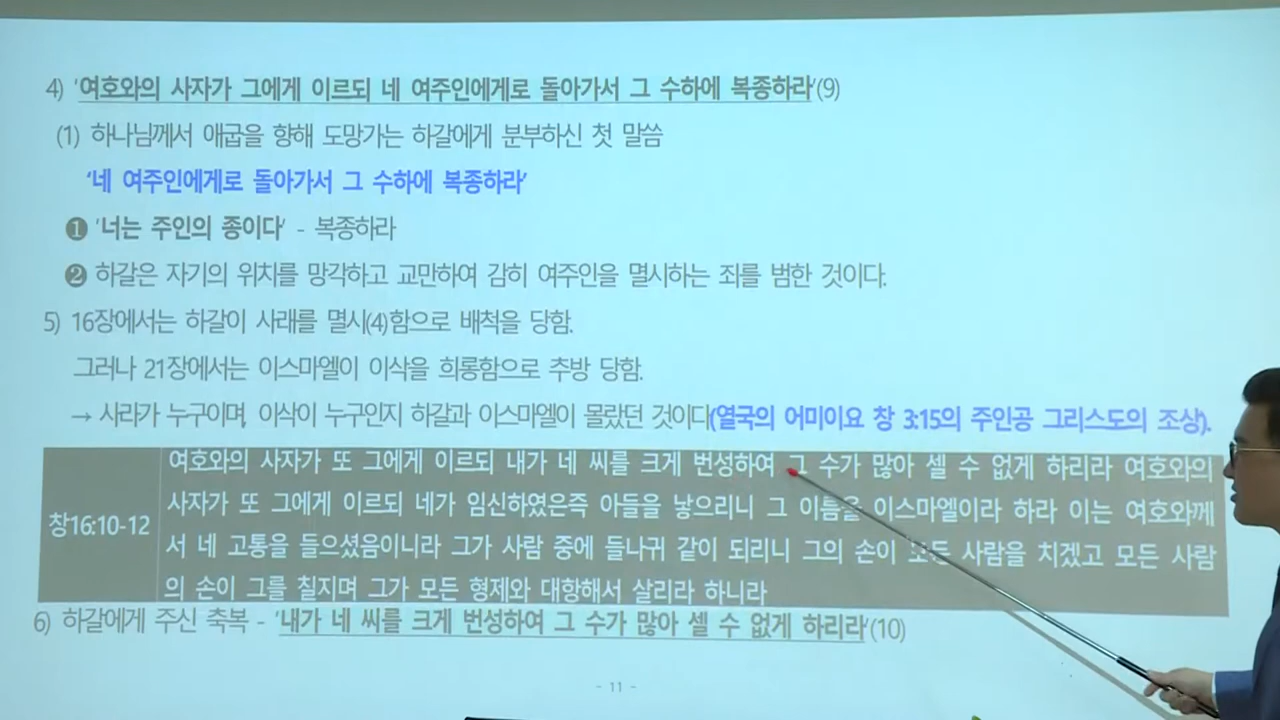 4) '여호와의 사자가 그에게 이르되 네 여주인에게로 돌아가서 그 수하에 복종하라'(9)
(1) 하나님께서 애굽을 향해 도망가는 하갈에게 분부하신 첫 말씀
'네 여주인에게로 돌아가서 그 수하에 복종하라'
❶ '너는 주인의 종이다' - 복종하라
❷ 하갈은 자기의 위치를 망각하고 교만하여 감히 여주인을 멸시하는 죄를 범한 것이다.
5) 16장에서는 하갈이 사래를 멸시(4)함으로 배척을 당함.
그러나 21장에서는 이스마엘이 이삭을 희롱함으로 추방 당함.
→ 사라가 누구이며, 이삭이 누구인지 하갈과 이스마엘이 몰랐던 것이다(열국의 어미이요 창 3:15의 주인공 그리스도의 조상).
창16:10-12
여호와의 사자가 또 그에게 이르되 내가 네 씨를 크게 번성하여 그 수가 많아 셀 수 없게 하리라 여호와의
사자가 또 그에게 이르되 네가 임신하였은즉 아들을 낳으리니 그 이름을 이스마엘이라 하라 이는 여호와께
서 네 고통을 들으셨음이니라 그가 사람 중에 들나귀 같이 되리니 그의 손이 모든 사람을 치겠고 모든 사람
의 손이 그를 칠지며 그가 모든 형제와 대항해서 살리라 하니라
6) 하갈에게 주신 축복 - '내가 네 씨를 크게 번성하여 그 수가 많아 셀 수 없게 하리라'(10)
- 11 -